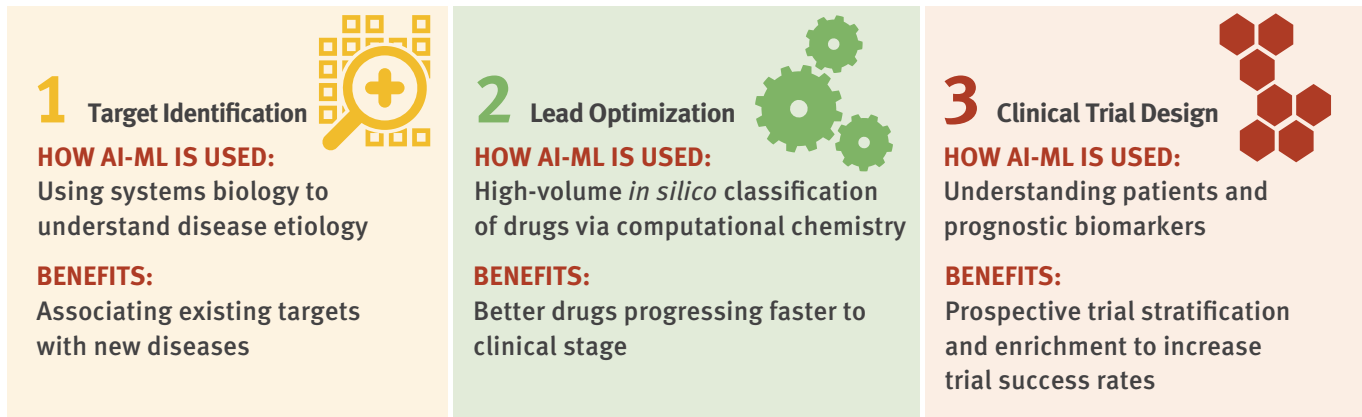 1 Target Identification
HOW AI-ML IS USED:
Using systems biology to
understand disease etiology
BENEFITS:
Associating existing targets
with new diseases
2 Lead Optimization
HOW AI-ML IS USED:
High-volume in silico classification
of drugs via computational chemistry
BENEFITS:
Better drugs progressing faster to
clinical stage
3 Clinical Trial Design
HOW AI-ML IS USED:
Understanding patients and
prognostic biomarkers
BENEFITS:
Prospective trial stratification
and enrichment to increase
trial success rates